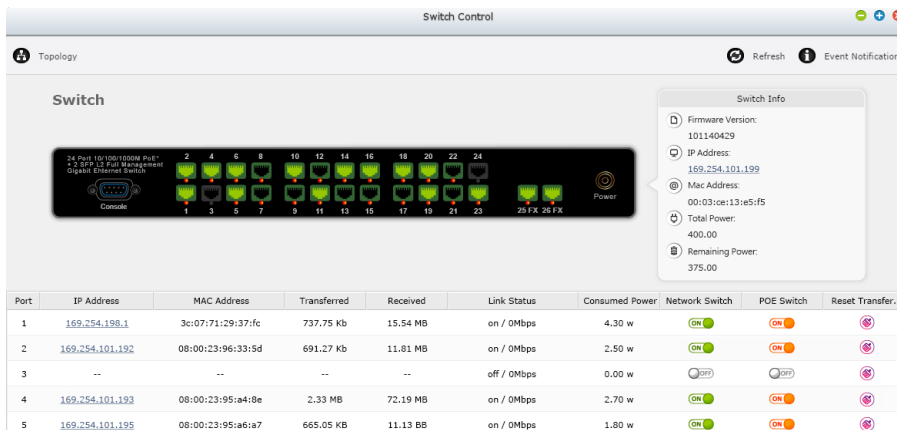 Switch Control
Topology
Refresh
Event Notification
Switch
24 Port 10/100/1000M PoE+
+ 2 SFP L2 Full Management
Gigabit Ethernet Switch
Console
2 4 6 8 10 12 14 16 18 20 22 24
1 3 5 7 9 11 13 15 17 19 21 23
25 FX 26 FX
Power
Switch Info
Firmware Version:
101140429
IP Address:
169.254.101.199
Mac Address:
00:03:ce:13:e5:f5
Total Power:
400.00
Remaining Power:
375.00
Port IP Address MAC Address Transferred Received Link Status Consumed Power Network Switch POE Switch Reset Transfer.
1 169.254.198.1 3c:07:71:29:37:fc 737.75 Kb 15.54 MB on / 0Mbps 4.30 w ON ON
2 169.254.101.192 08:00:23:96:33:5d 691.27 Kb 11.81 MB on / 0Mbps 2.50 w ON ON
3 -- -- -- -- off / 0Mbps 0.00 w OFF OFF
4 169.254.101.193 08:00:23:95:a4:8e 2.33 MB 72.19 MB on / 0Mbps 2.70 w ON ON
5 169.254.101.195 08:00:23:95:a6:a7 665.05 KB 11.13 BB on / 0Mbps 1.80 w ON ON